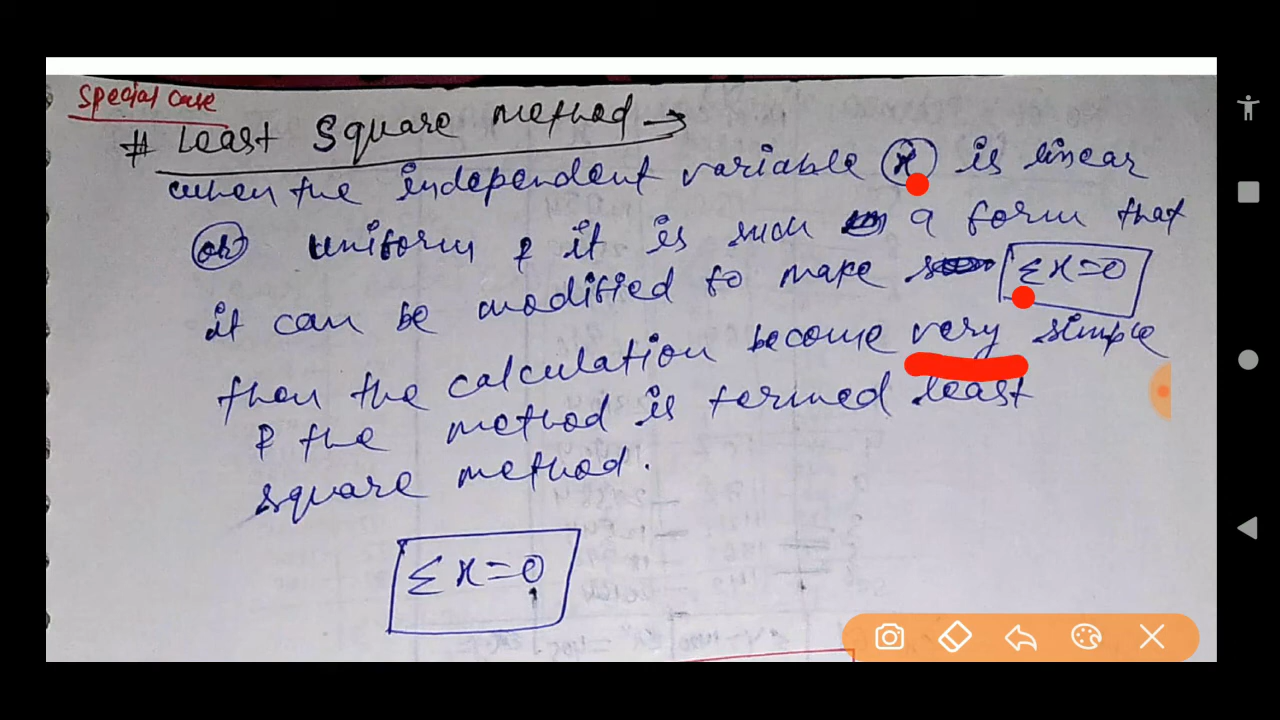 Special case
# Least Square method →
when the independent variable x is linear
or uniform & it is such a form that
it can be modified to make Σx=0
then the calculation become very simple
& the method is termed least
square method.
Σx=0